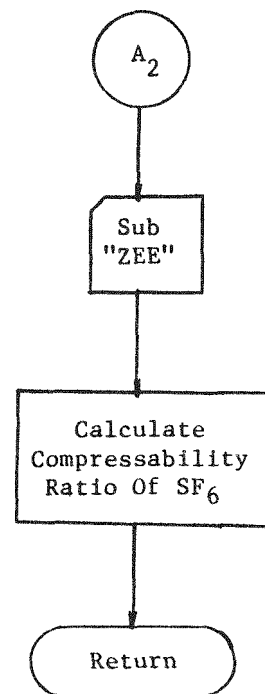 A2
Sub
"ZEE"
Calculate
Compressability
Ratio Of SF6
Return